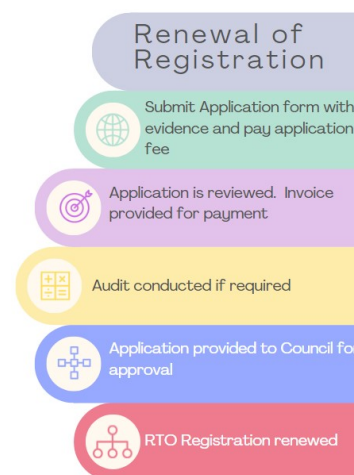 Renewal of
Registration
Submit Application form with
evidence and pay application
fee
Application is reviewed. Invoice
provided for payment
Audit conducted if required
Application provided to Council fo
approval
RTO Registration renewed